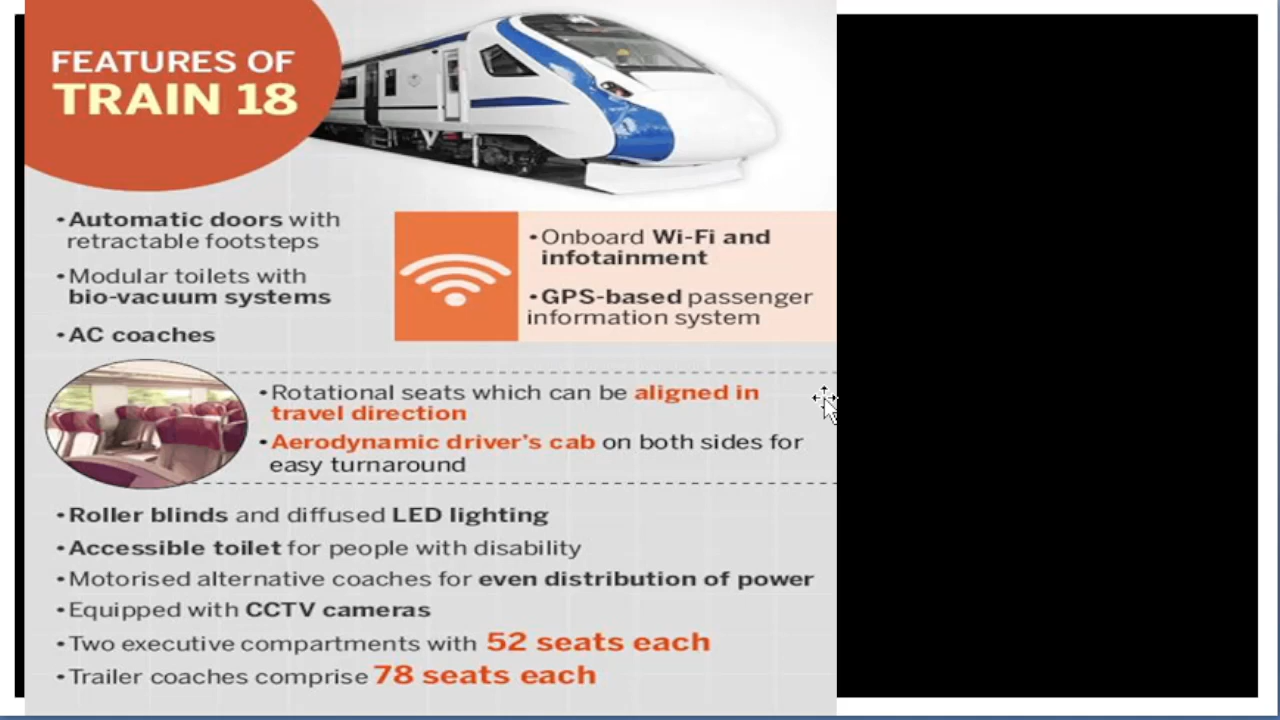 FEATURES OF
TRAIN 18
•Automatic doors with
retractable footsteps
•Modular toilets with
bio-vacuum systems
•AC coaches
•Onboard Wi-Fi and
infotainment
•GPS-based passenger
information system
•Rotational seats which can be aligned in
travel direction
•Aerodynamic driver's cab on both sides for
easy turnaround
•Roller blinds and diffused LED lighting
•Accessible toilet for people with disability
•Motorised alternative coaches for even distribution of power
•Equipped with CCTV cameras
•Two executive compartments with 52 seats each
•Trailer coaches comprise 78 seats each